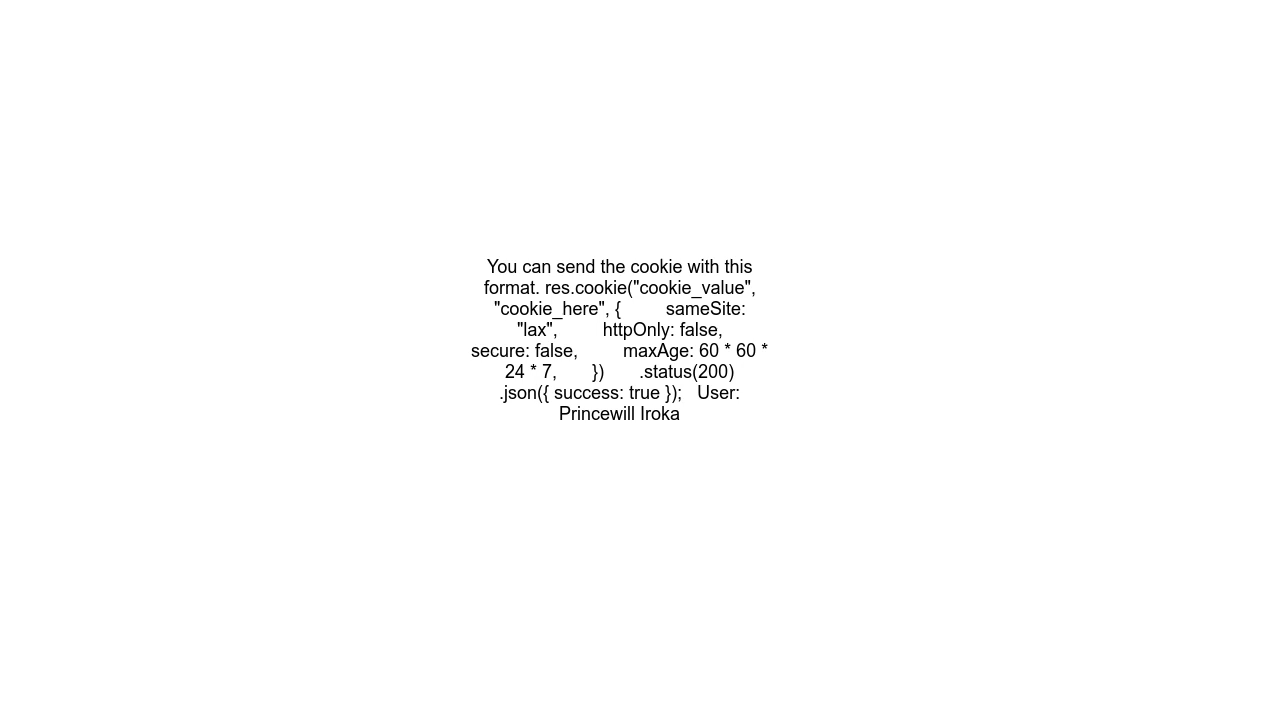 You can send the cookie with this
format. res.cookie("cookie_value",
"cookie_here", { sameSite:
"lax", httpOnly: false,
secure: false, maxAge: 60 * 60 *
24 * 7, }) .status(200)
.json({ success: true }); User:
Princewill Iroka